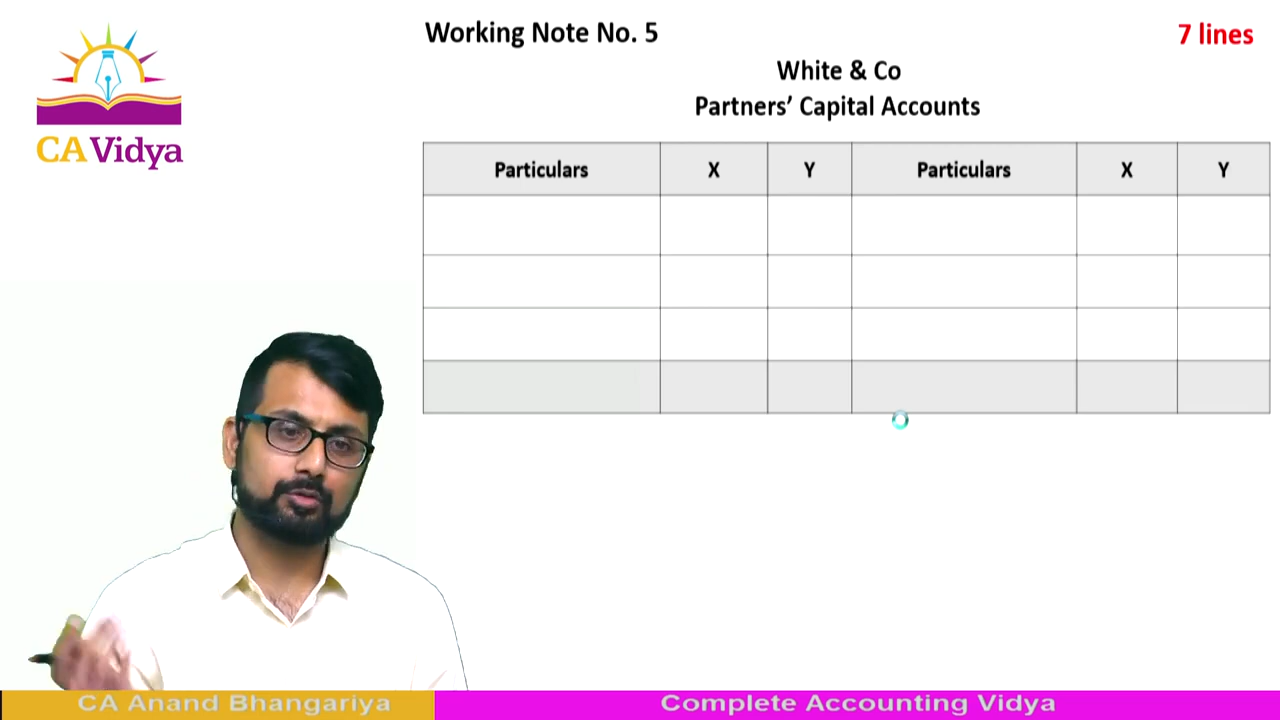 Working Note No. 5
7 lines
White & Co
Partners’ Capital Accounts
Particulars X Y Particulars X Y
CA Vidya
CA Anand Bhangariya
Complete Accounting Vidya